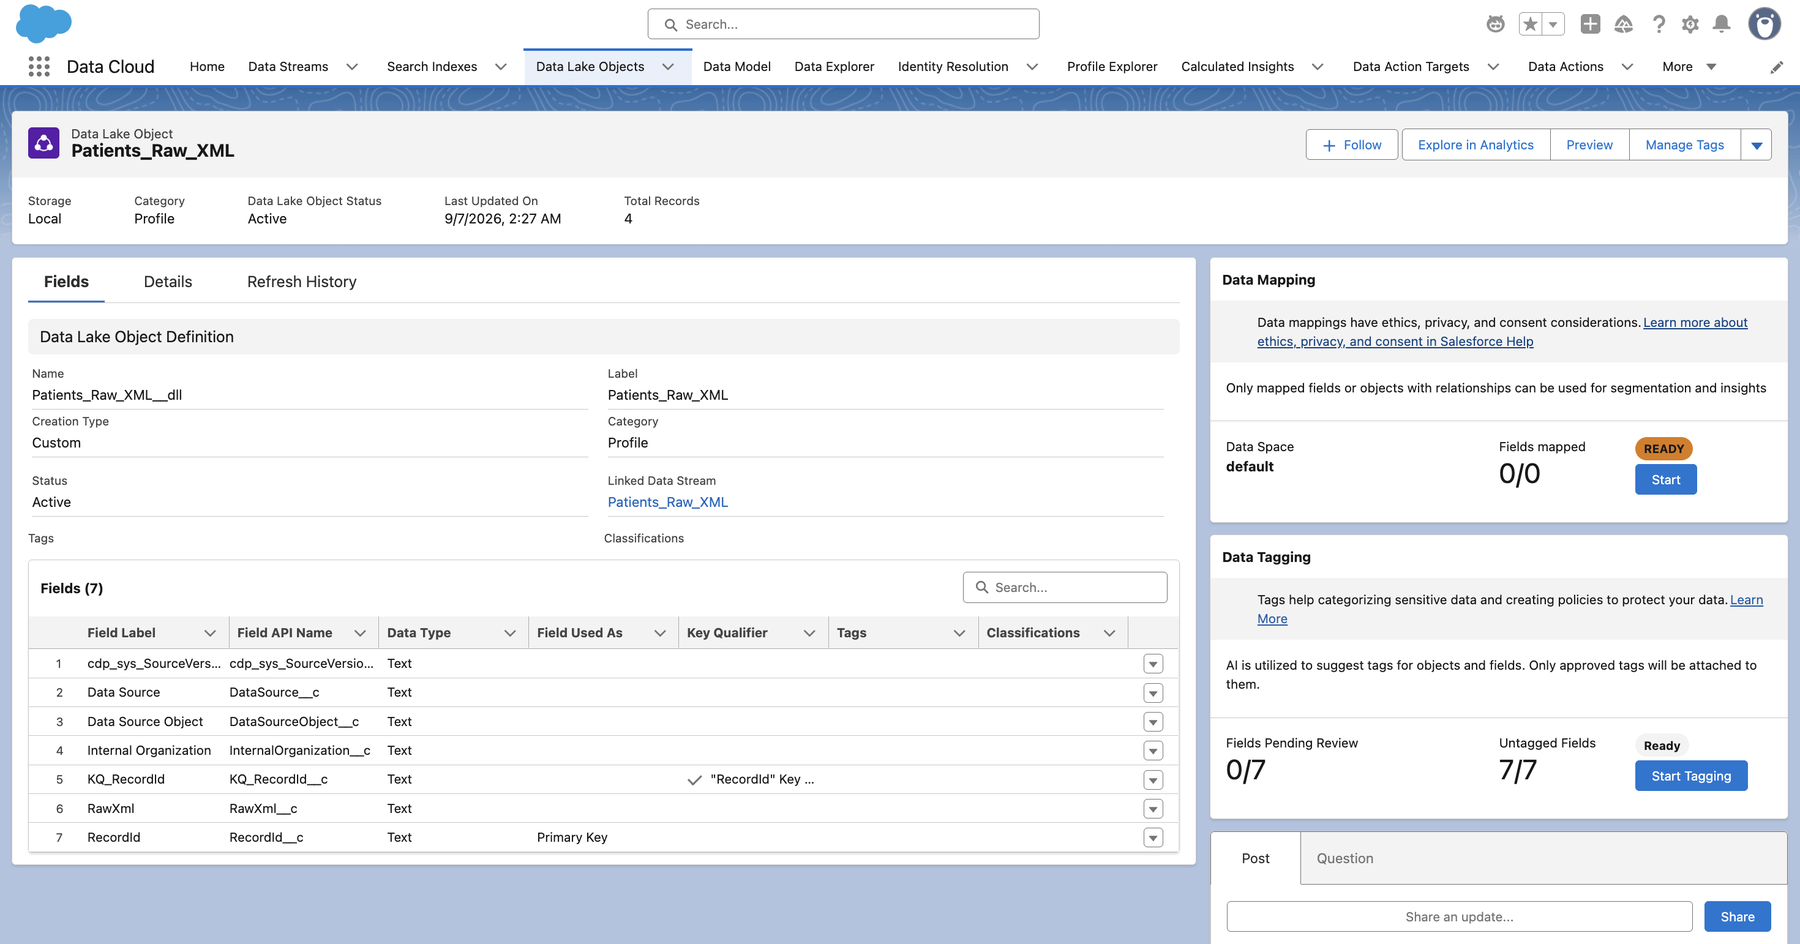 Search...
Data Cloud
Home
Data Streams
Search Indexes
Data Lake Objects
Data Model
Data Explorer
Identity Resolution
Profile Explorer
Calculated Insights
Data Action Targets
Data Actions
More
Data Lake Object
Patients_Raw_XML
Follow
Explore in Analytics
Preview
Manage Tags
Storage
Local
Category
Profile
Data Lake Object Status
Active
Last Updated On
9/7/2026, 2:27 AM
Total Records
4
Fields
Details
Refresh History
Data Lake Object Definition
Name
Patients_Raw_XML__dll
Label
Patients_Raw_XML
Creation Type
Custom
Category
Profile
Status
Active
Linked Data Stream
Patients_Raw_XML
Tags
Classifications
Fields (7)
Search...
Field Label Field API Name Data Type Field Used As Key Qualifier Tags Classifications
1 cdp_sys_SourceVers... cdp_sys_SourceVersio... Text
2 Data Source DataSource__c Text
3 Data Source Object DataSourceObject__c Text
4 Internal Organization InternalOrganization__c Text
5 KQ_RecordId KQ_RecordId__c Text "RecordId" Key ...
6 RawXml RawXml__c Text
7 RecordId RecordId__c Text Primary Key
Data Mapping
Data mappings have ethics, privacy, and consent considerations. Learn more about
ethics, privacy, and consent in Salesforce Help
Only mapped fields or objects with relationships can be used for segmentation and insights
Data Space
default
Fields mapped
0/0
READY
Start
Data Tagging
Tags help categorizing sensitive data and creating policies to protect your data. Learn
More
AI is utilized to suggest tags for objects and fields. Only approved tags will be attached to
them.
Fields Pending Review
0/7
Untagged Fields
7/7
Ready
Start Tagging
Post
Question
Share an update...
Share